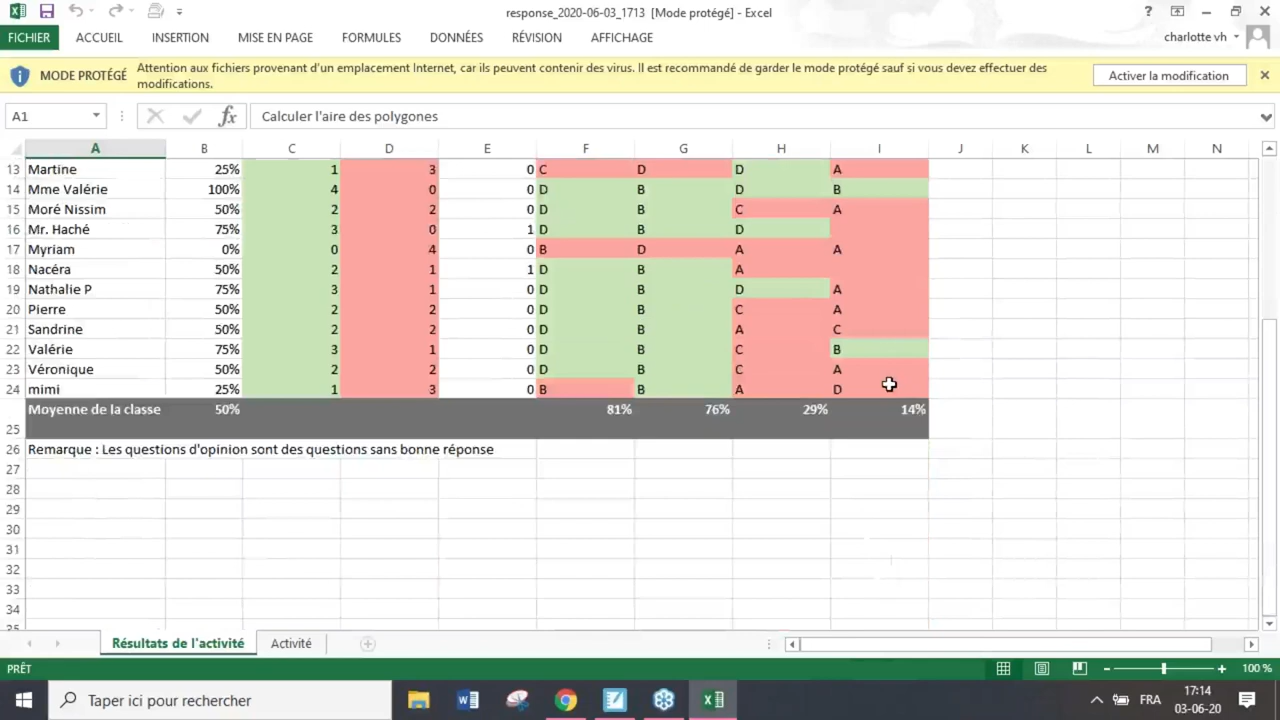 response_2020-06-03_1713 [Mode protégé] - Excel
FICHIER ACCUEIL INSERTION MISE EN PAGE FORMULES DONNÉES RÉVISION AFFICHAGE charlotte vh
MODE PROTÉGÉ Attention aux fichiers provenant d'un emplacement Internet, car ils peuvent contenir des virus. Il est recommandé de garder le mode protégé sauf si vous devez effectuer des
modifications.
Activer la modification
A1 fx Calculer l'aire des polygones
A B C D E F G H I J K L M N
13 Martine 25% 1 3 0 C D D A
14 Mme Valérie 100% 4 0 0 D B D B
15 Moré Nissim 50% 2 2 0 D B C A
16 Mr. Haché 75% 3 0 1 D B D
17 Myriam 0% 0 4 0 B D A A
18 Nacéra 50% 2 1 1 D B A
19 Nathalie P 75% 3 1 0 D B D A
20 Pierre 50% 2 2 0 D B C A
21 Sandrine 50% 2 2 0 D B A C
22 Valérie 75% 3 1 0 D B C B
23 Véronique 50% 2 2 0 D B C A
24 mimi 25% 1 3 0 B B A D
Moyenne de la classe 50% 81% 76% 29% 14%
25
26 Remarque : Les questions d'opinion sont des questions sans bonne réponse
27
28
29
30
31
32
33
34
35
Résultats de l'activité Activité
PRÊT 100 %
Taper ici pour rechercher FRA 17:14
03-06-20